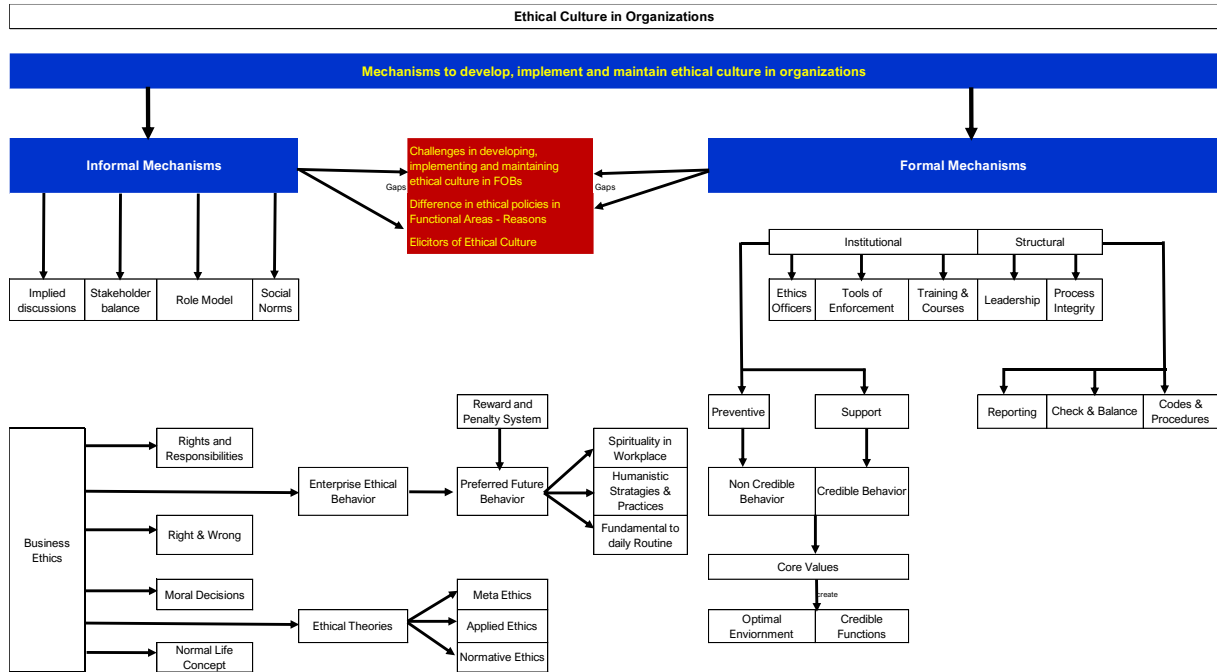 Ethical Culture in Organizations
Mechanisms to develop, implement and maintain ethical culture in organizations
Informal Mechanisms
Challenges in developing,
implementing and maintaining
ethical culture in FOBs
Difference in ethical policies in
Functional Areas - Reasons
Elicitors of Ethical Culture
Gaps
Gaps
Formal Mechanisms
Institutional
Structural
Implied
discussions
Stakeholder
balance
Role Model
Social
Norms
Ethics
Officers
Tools of
Enforcement
Training &
Courses
Leadership
Process
Integrity
Reward and
Penalty System
Preventive
Support
Reporting
Check & Balance
Codes &
Procedures
Business
Ethics
Rights and
Responsibilities
Enterprise Ethical
Behavior
Preferred Future
Behavior
Spirituality in
Workplace
Humanistic
Stratagies &
Practices
Fundamental to
daily Routine
Non Credible
Behavior
Credible Behavior
Right & Wrong
Core Values
create
Moral Decisions
Ethical Theories
Meta Ethics
Applied Ethics
Normative Ethics
Optimal
Enviornment
Credible
Functions
Normal Life
Concept